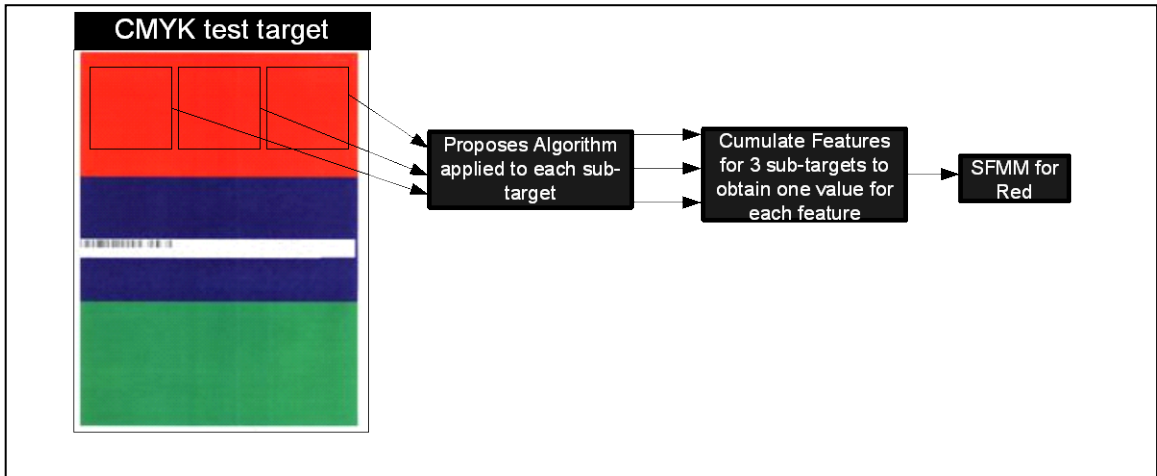 CMYK test target
Proposes Algorithm
applied to each sub-
target
Cumulate Features
for 3 sub-targets to
obtain one value for
each feature
SFMM for
Red